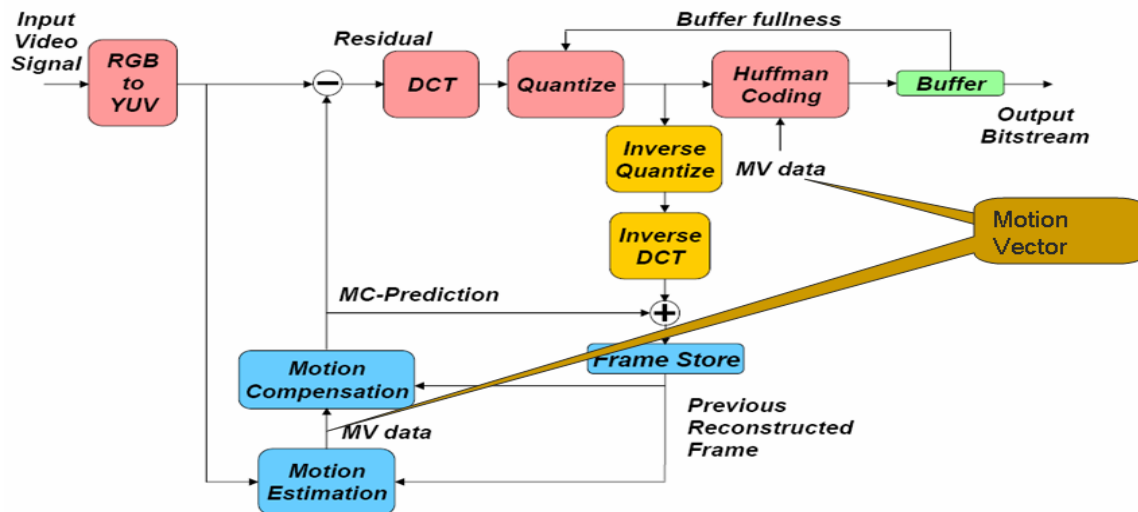 Input
Video
Signal
RGB
to
YUV
Residual
DCT
Quantize
Buffer fullness
Huffman
Coding
Buffer
Output
Bitstream
Inverse
Quantize
MV data
Motion
Vector
Inverse
DCT
MC-Prediction
Frame Store
Motion
Compensation
Previous
Reconstructed
Frame
MV data
Motion
Estimation